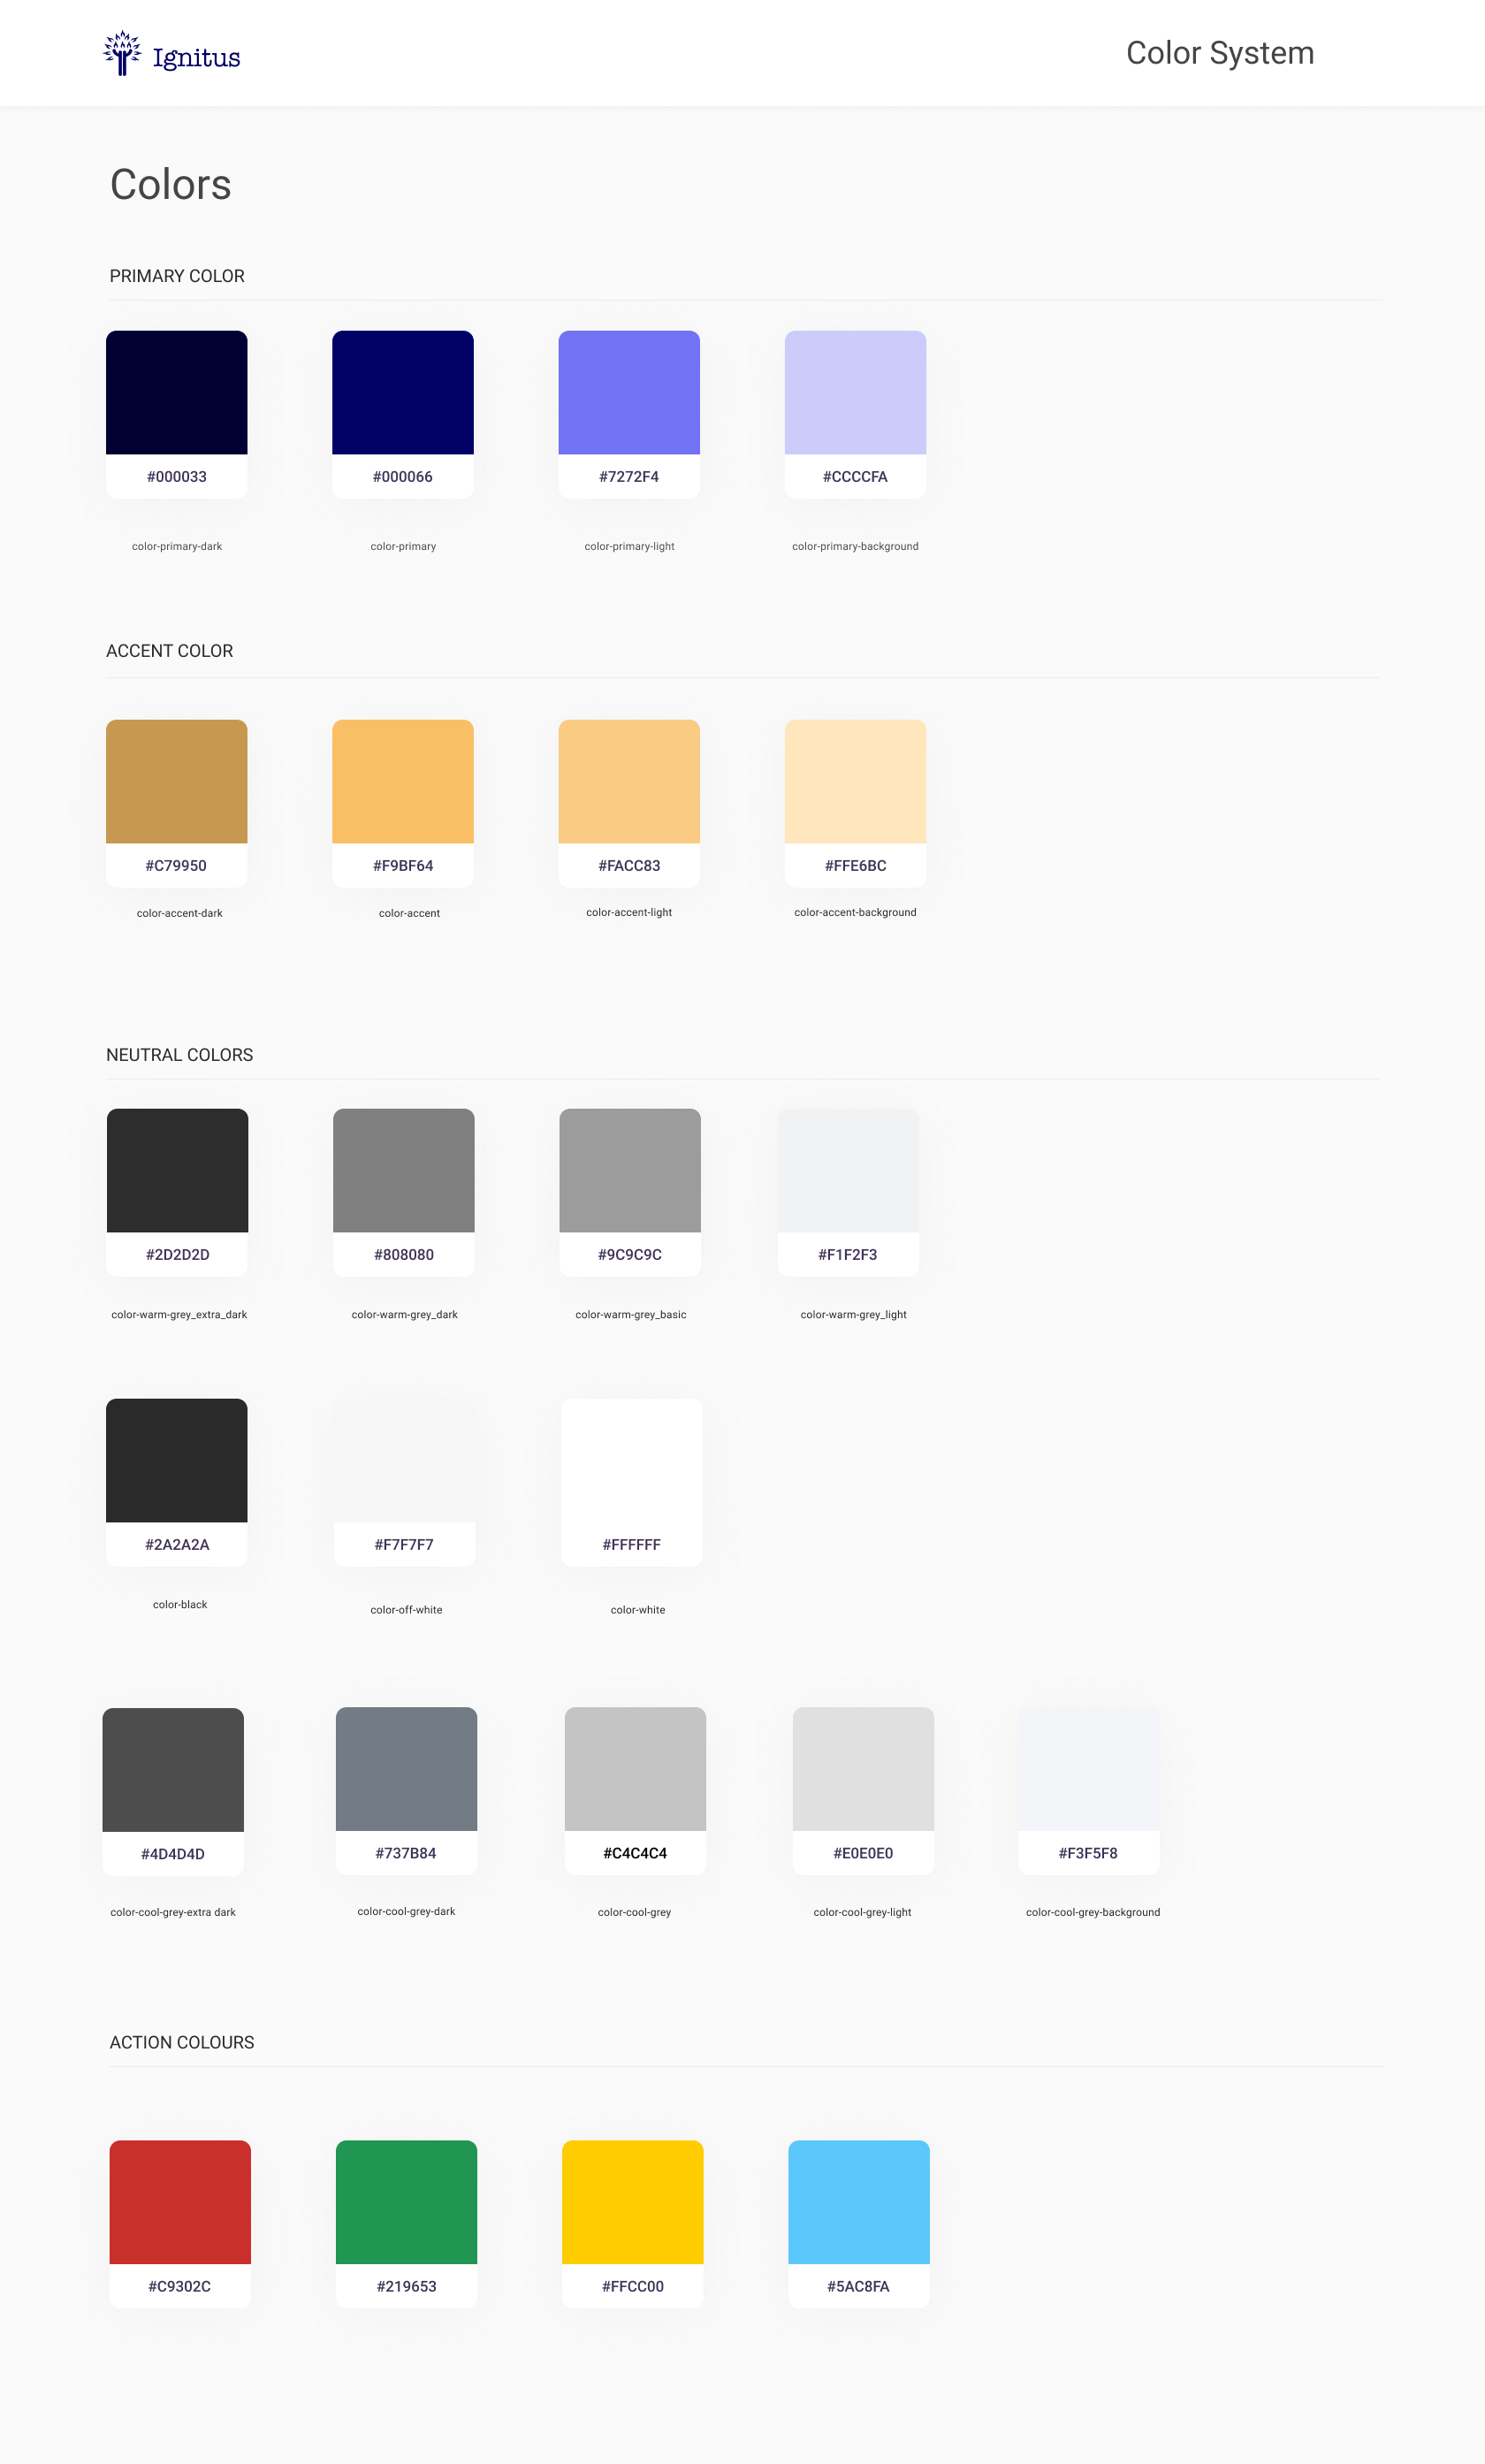 Ignitus
Color System
Colors
PRIMARY COLOR
#000033
#000066
#7272F4
#CCCCFA
color-primary-dark
color-primary
color-primary-light
color-primary-background
ACCENT COLOR
#C79950
#F9BF64
#FACC83
#FFE6BC
color-accent-dark
color-accent
color-accent-light
color-accent-background
NEUTRAL COLORS
#2D2D2D
#808080
#9C9C9C
#F1F2F3
color-warm-grey_extra_dark
color-warm-grey_dark
color-warm-grey_basic
color-warm-grey_light
#2A2A2A
#F7F7F7
#FFFFFF
color-black
color-off-white
color-white
#4D4D4D
#737B84
#C4C4C4
#E0E0E0
#F3F5F8
color-cool-grey-extra dark
color-cool-grey-dark
color-cool-grey
color-cool-grey-light
color-cool-grey-background
ACTION COLOURS
#C9302C
#219653
#FFCC00
#5AC8FA